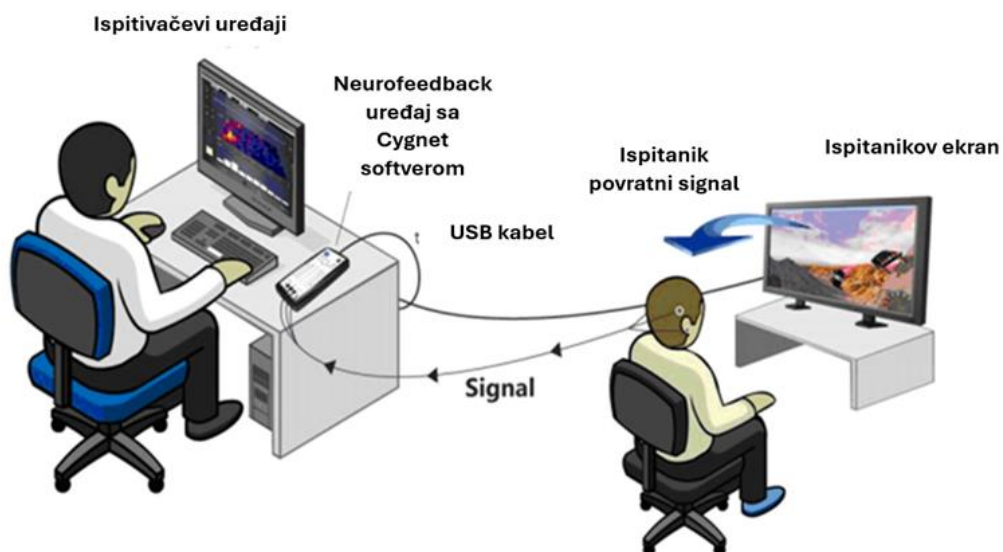 Ispitivačevi uređaji
Neurofeedback
uređaj sa
Cygnet
softverom
Ispitanik
povratni signal
Ispitanikov ekran
USB kabel
t
Signal